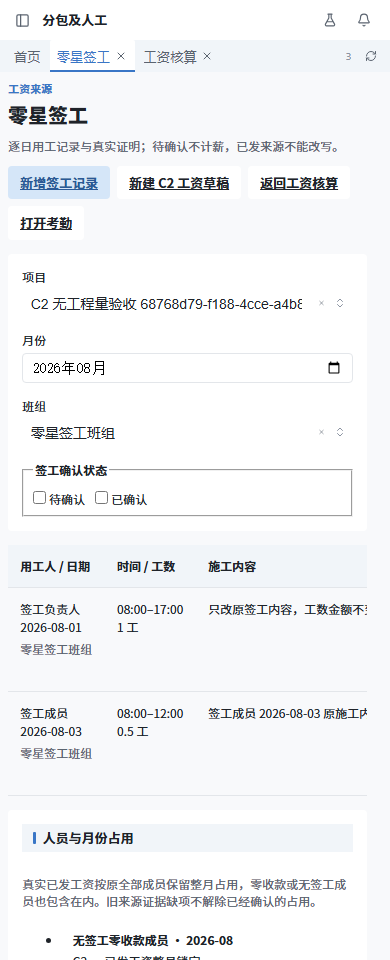 分包及人工
首页 零星签工 × 工资核算 × 3
工资来源
零星签工
逐日用工记录与真实证明；待确认不计薪，已发来源不能改写。
新增签工记录 新建 C2 工资草稿 返回工资核算
打开考勤
项目
C2 无工程量验收 68768d79-f188-4cce-a4b8 ×
月份
2026年08月
班组
零星签工班组 ×
签工确认状态
待确认 已确认
用工人 / 日期 时间 / 工数 施工内容
签工负责人 08:00–17:00 只改原签工内容，工数金额不
2026-08-01 1 工
零星签工班组
签工成员 08:00–12:00 签工成员 2026-08-03 原施工内
2026-08-03 0.5 工
零星签工班组
人员与月份占用
真实已发工资按原全部成员保留整月占用，零收款或无签工成
员也包含在内。旧来源证据缺项不解除已经确认的占用。
• 无签工零收款成员 · 2026-08